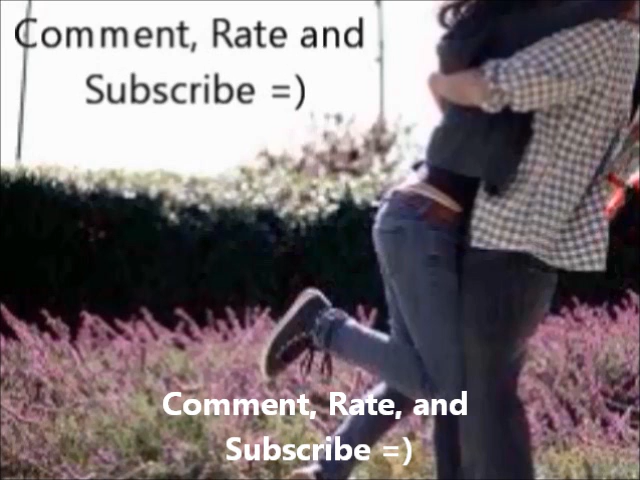 Comment, Rate and
Subscribe =)
Comment, Rate, and
Subscribe =)